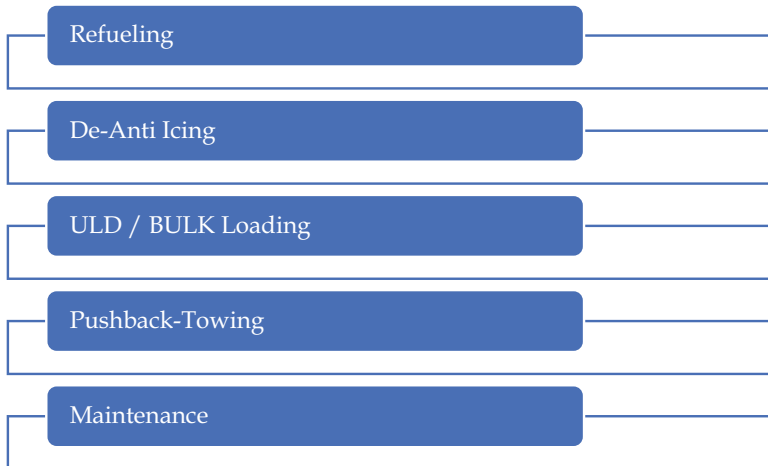 Refueling
De-Anti Icing
ULD / BULK Loading
Pushback-Towing
Maintenance